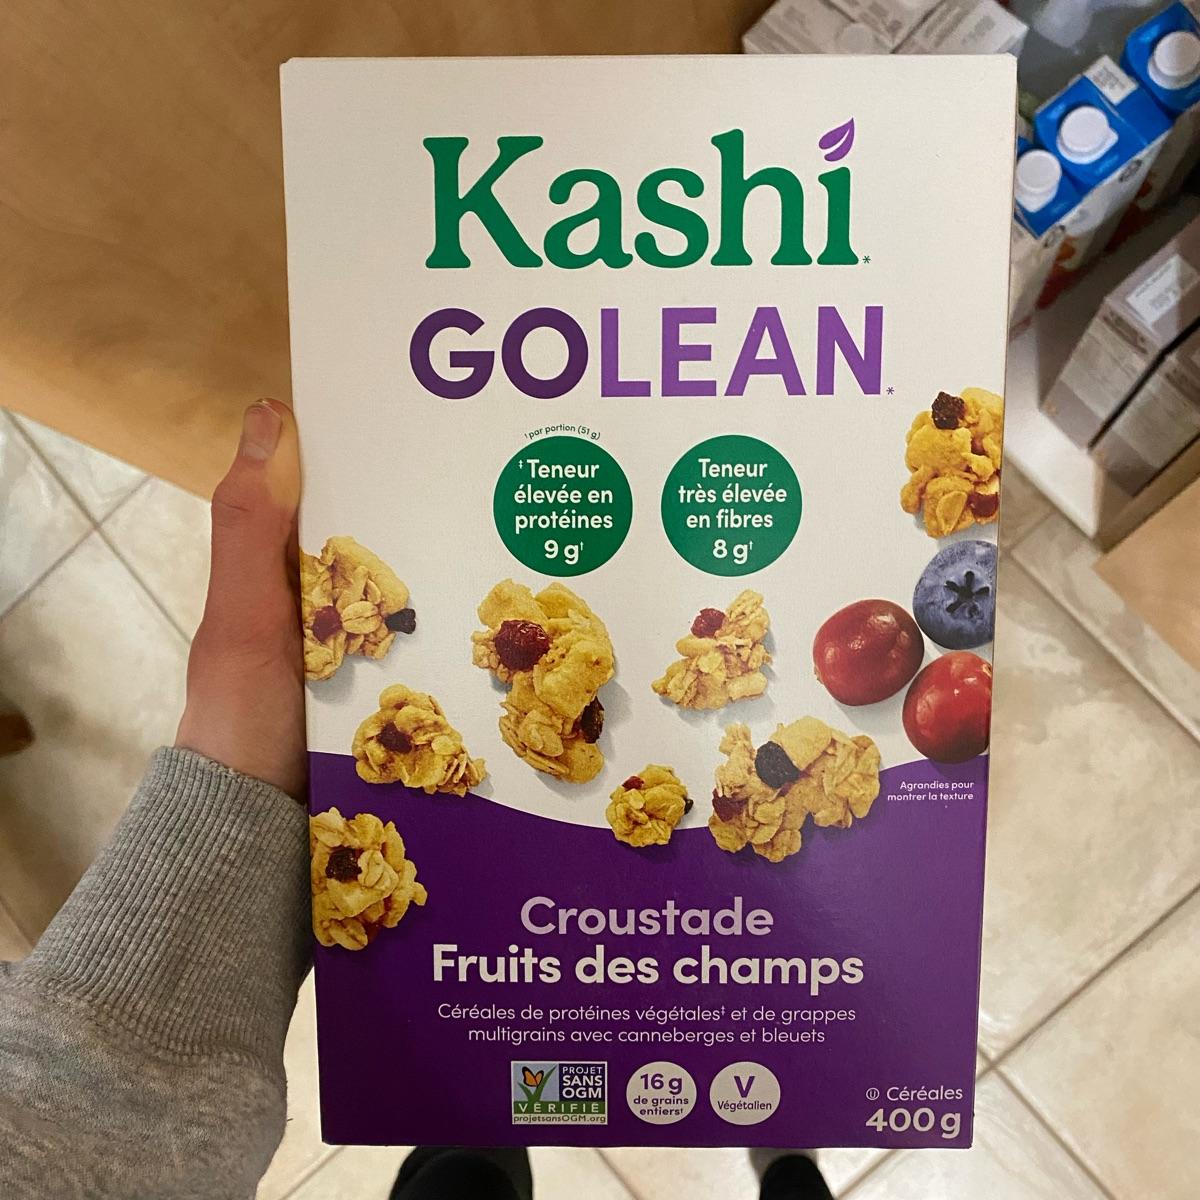 Kashi*
GOLEAN*
†par portion (51 g)
‡Teneur
élevée en
protéines
9 g†
Teneur
très élevée
en fibres
8 g†
Agrandies pour
montrer la texture
Croustade
Fruits des champs
Céréales de protéines végétales‡ et de grappes
multigrains avec canneberges et bleuets
PROJET
SANS
OGM
VÉRIFIÉ
projetsansOGM.org
16 g
de grains
entiers†
V
Végétalien
Ⓤ Céréales
400 g